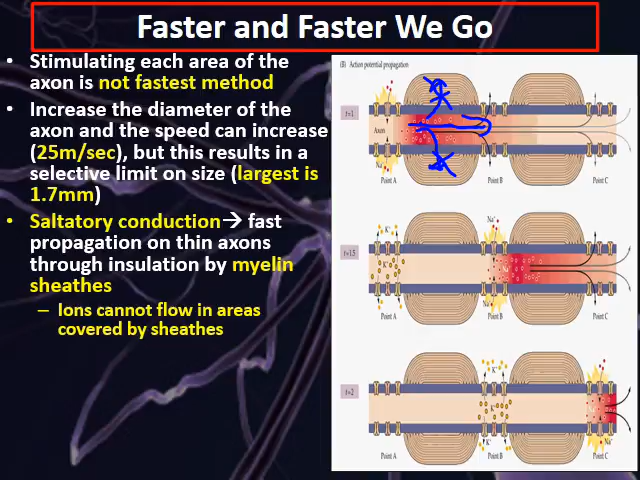 Faster and Faster We Go
• Stimulating each area of the
axon is not fastest method
• Increase the diameter of the
axon and the speed can increase
(25m/sec), but this results in a
selective limit on size (largest is
1.7mm)
• Saltatory conduction→ fast
propagation on thin axons
through insulation by myelin
sheathes
– Ions cannot flow in areas
covered by sheathes
(B) Action potential propagation
t=1
Axon
Na+
Point A
Point B
Point C
t=1.5
K+
Na+
Na+
Point A
Point B
Point C
t=2
K+
K+
Na+
Point A
Point B
Point C